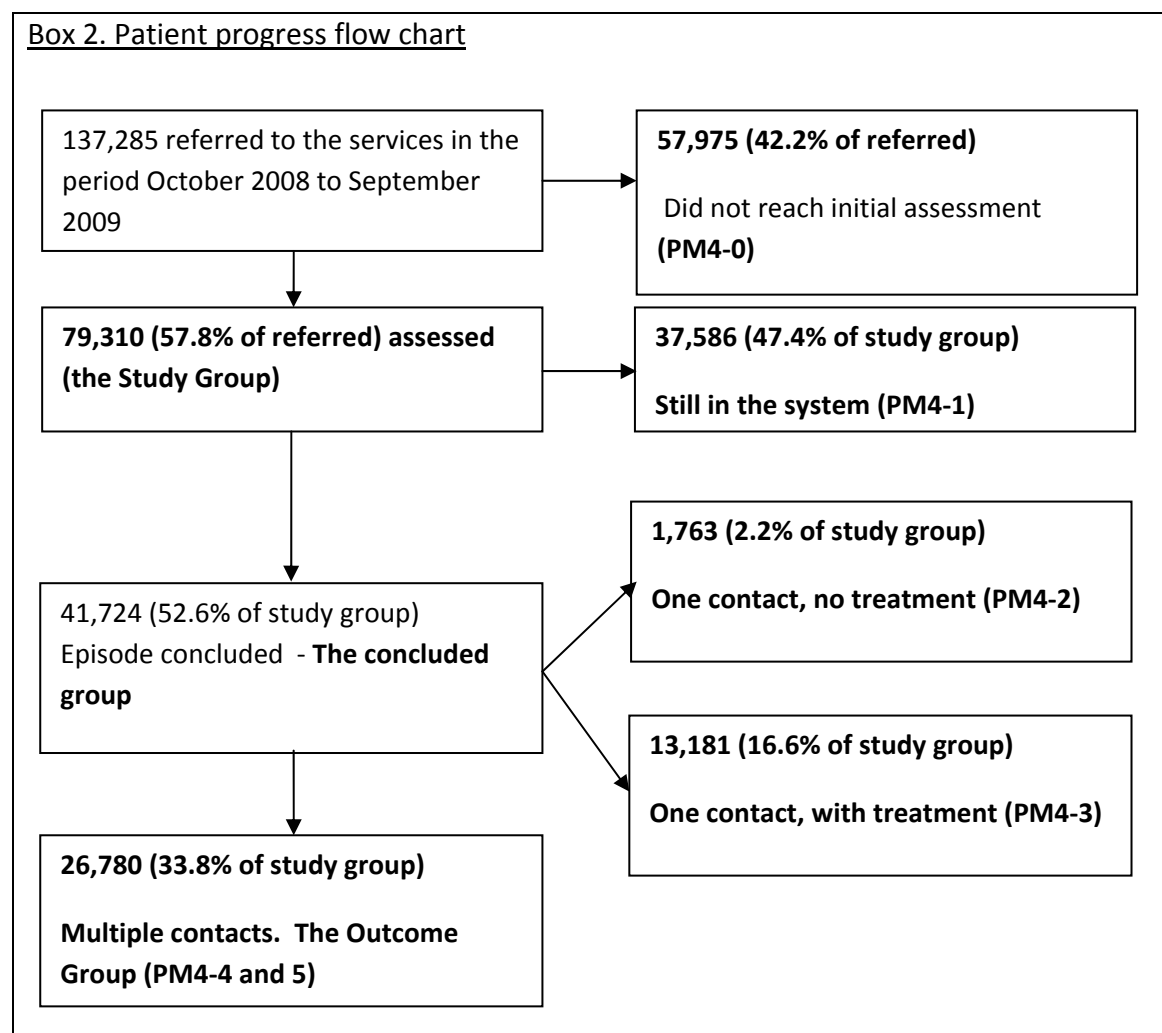 Box 2. Patient progress flow chart
137,285 referred to the services in the
period October 2008 to September
2009
57,975 (42.2% of referred)
Did not reach initial assessment
(PM4-0)
79,310 (57.8% of referred) assessed
(the Study Group)
37,586 (47.4% of study group)
Still in the system (PM4-1)
41,724 (52.6% of study group)
Episode concluded - The concluded
group
1,763 (2.2% of study group)
One contact, no treatment (PM4-2)
13,181 (16.6% of study group)
One contact, with treatment (PM4-3)
26,780 (33.8% of study group)
Multiple contacts. The Outcome
Group (PM4-4 and 5)